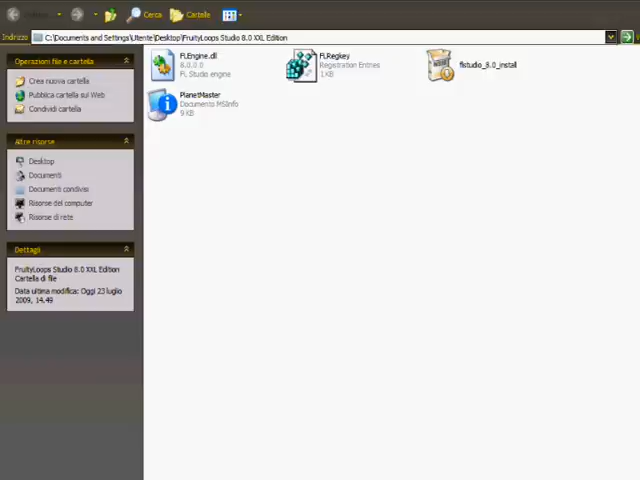 Cerca Cartelle
Indirizzo C:\Documents and Settings\Utente\Desktop\FruityLoops Studio 8.0 XXL Edition
Operazioni file e cartella
Crea nuova cartella
Pubblica cartella sul Web
Condividi cartella
Altre risorse
Desktop
Documenti
Documenti condivisi
Risorse del computer
Risorse di rete
Dettagli
FruityLoops Studio 8.0 XXL Edition
Cartella di file
Data ultima modifica: Oggi 23 luglio
2009, 14.49
FLEngine.dll
8.0.0.0
FL Studio engine
FLRegkey
Registration Entries
1 KB
flstudio_8.0_install
PlanetMaster
Documento MSInfo
9 KB